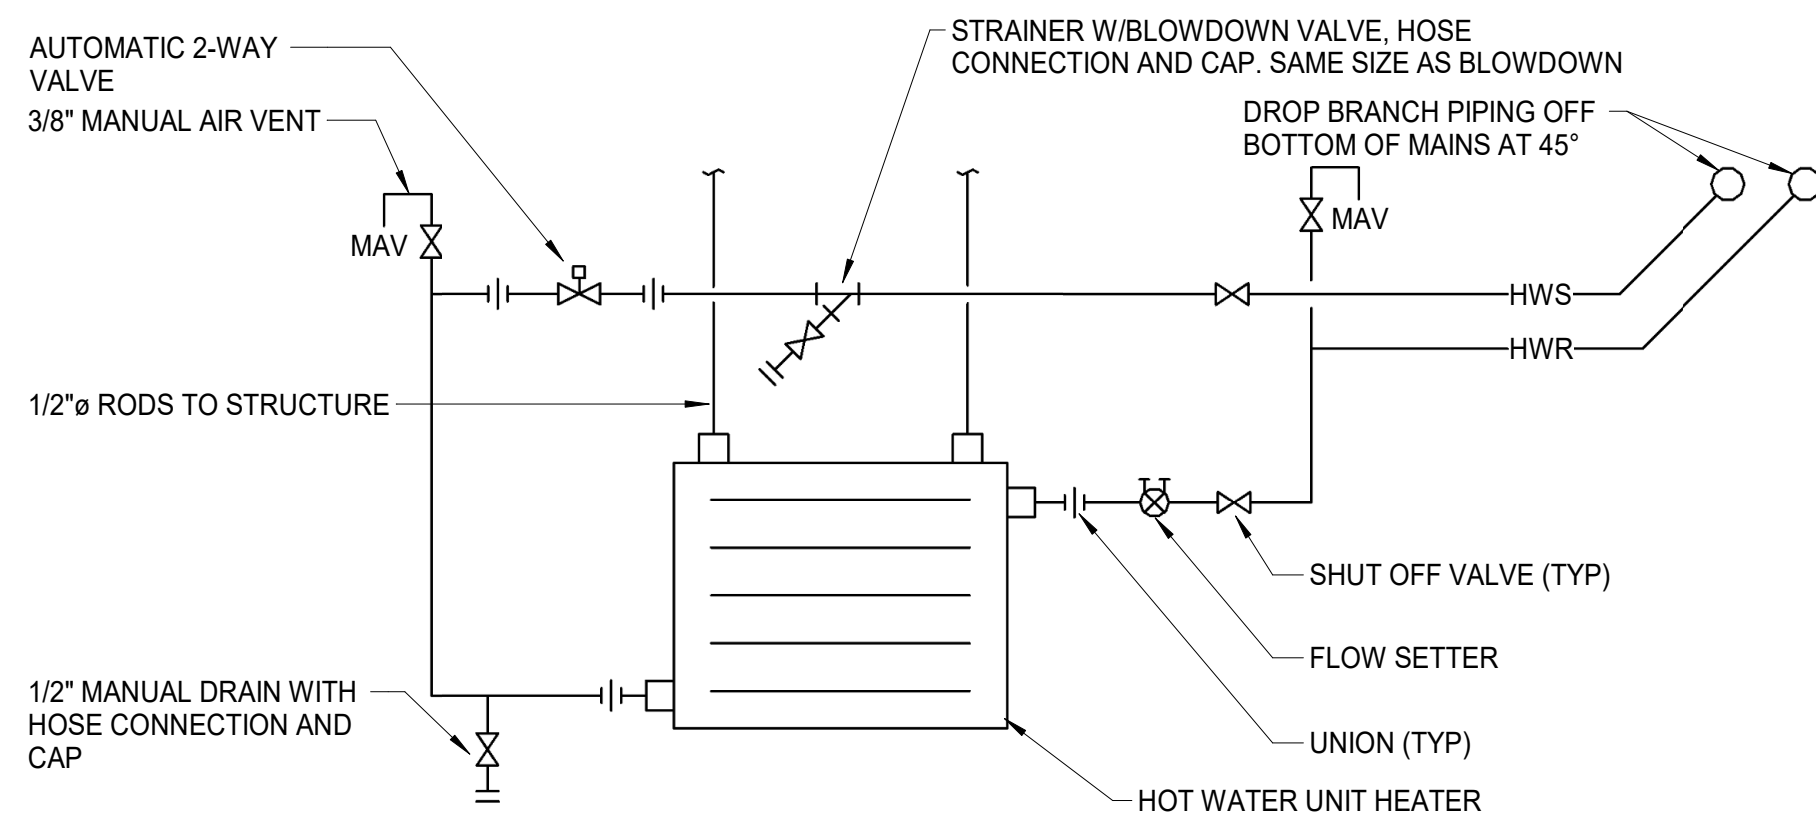 AUTOMATIC 2-WAY
VALVE
3/8" MANUAL AIR VENT
STRAINER W/BLOWDOWN VALVE, HOSE
CONNECTION AND CAP. SAME SIZE AS BLOWDOWN
DROP BRANCH PIPING OFF
BOTTOM OF MAINS AT 45°
MAV
MAV
HWS
HWR
1/2"ø RODS TO STRUCTURE
SHUT OFF VALVE (TYP)
FLOW SETTER
1/2" MANUAL DRAIN WITH
HOSE CONNECTION AND
CAP
UNION (TYP)
HOT WATER UNIT HEATER